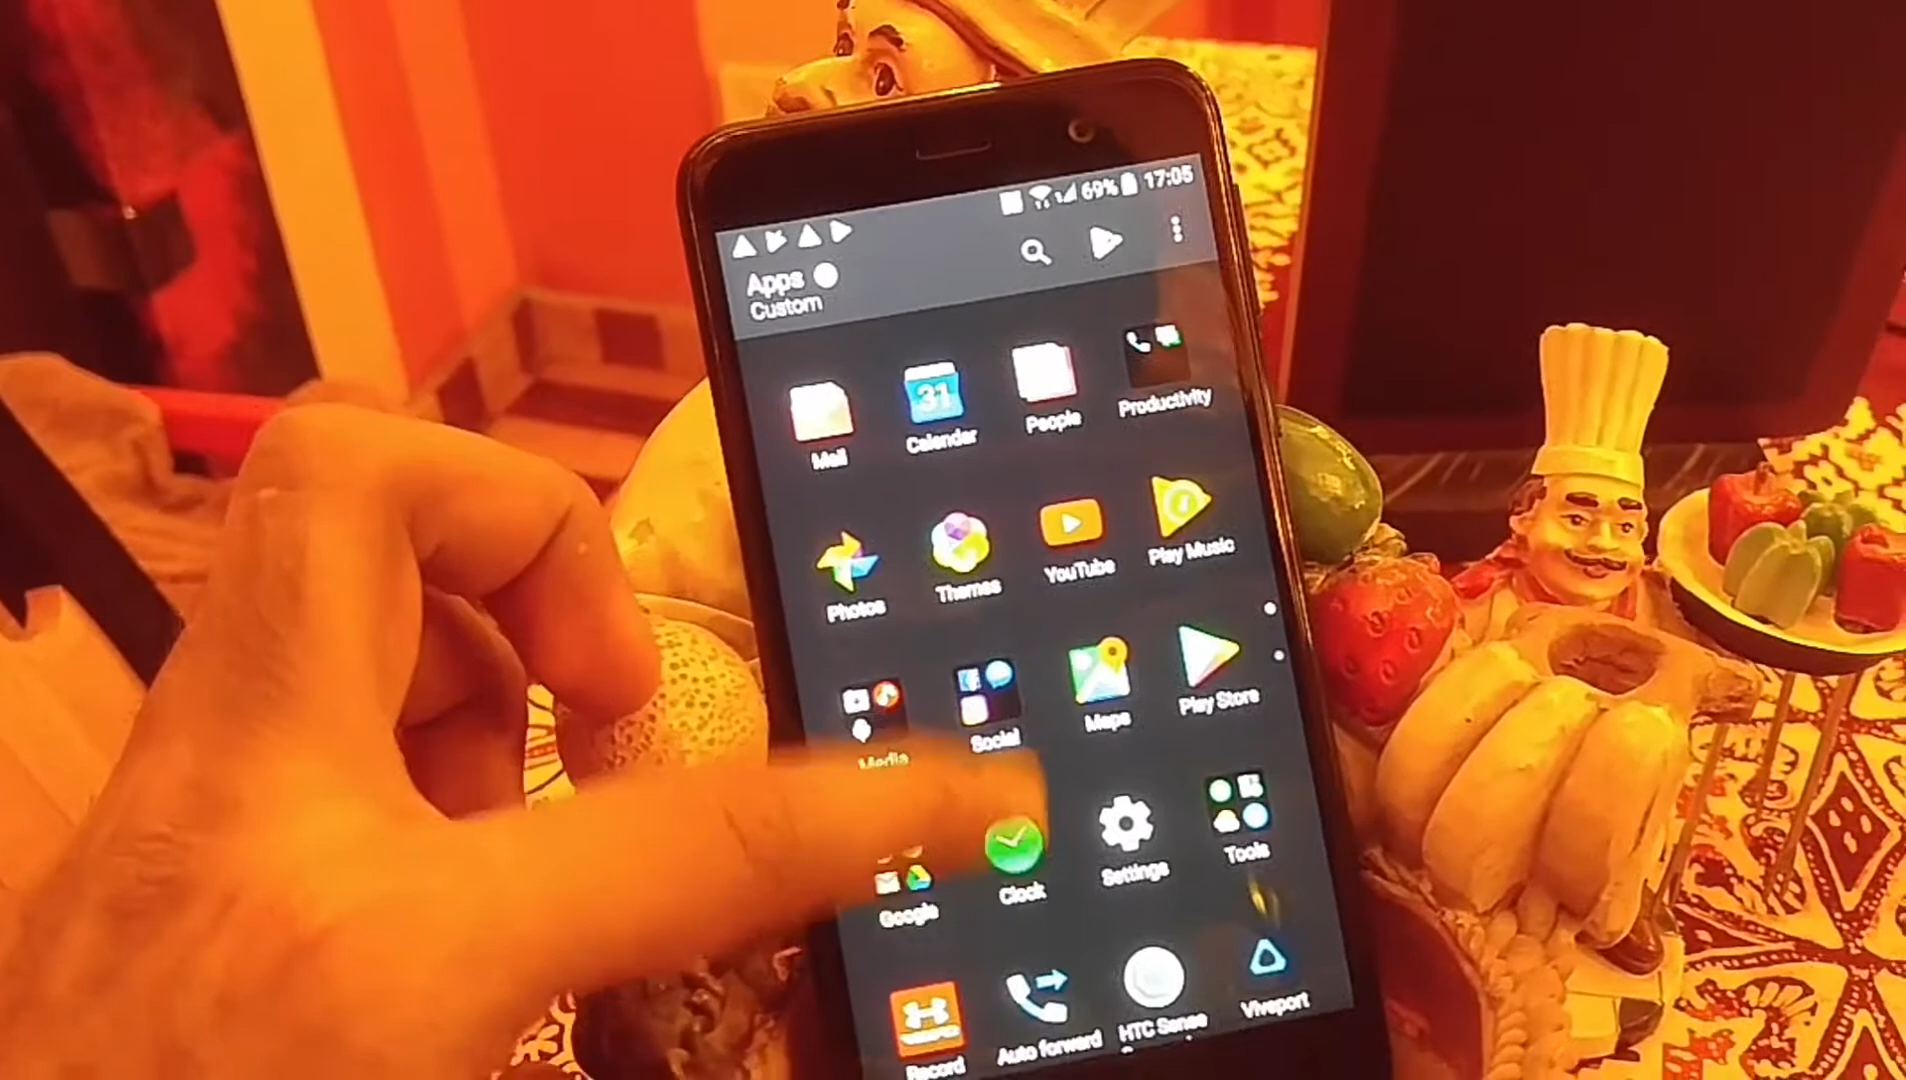 69% 17:05
Apps
Custom
Mail
31
Calendar
People
Productivity
Photos
Themes
YouTube
Play Music
Media
Social
Maps
Play Store
Google
Clock
Settings
Tools
Record
Auto forward
HTC Sense
Viveport